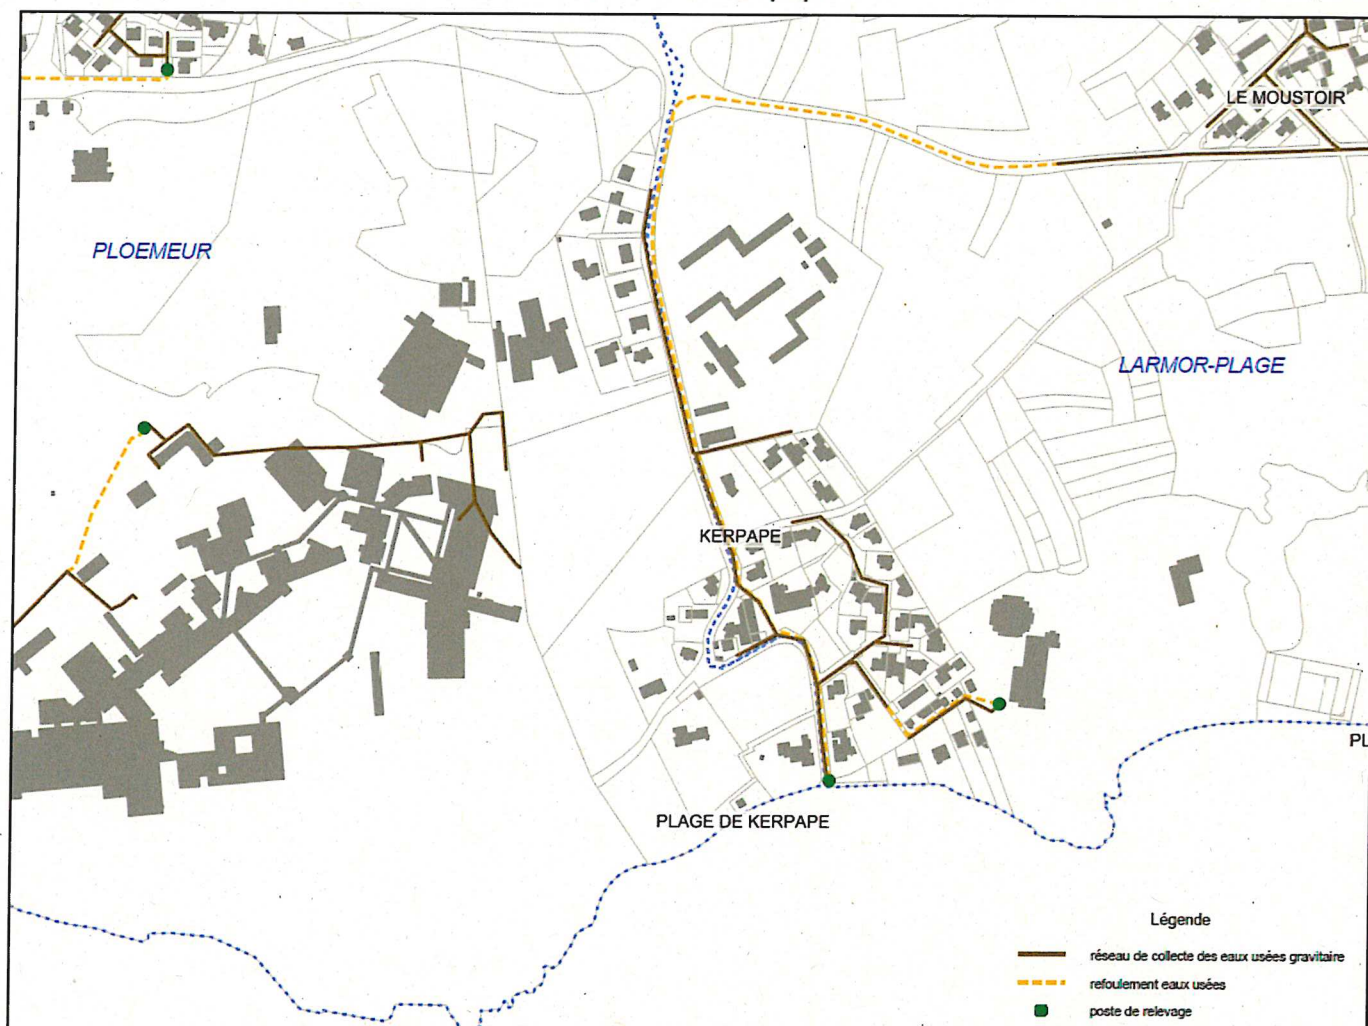 LE MOUSTOIR
PLOEMEUR
LARMOR-PLAGE
KERPAPE
PL
PLAGE DE KERPAPE
Légende
réseau de collecte des eaux usées gravitaire
refoulement eaux usées
poste de relevage